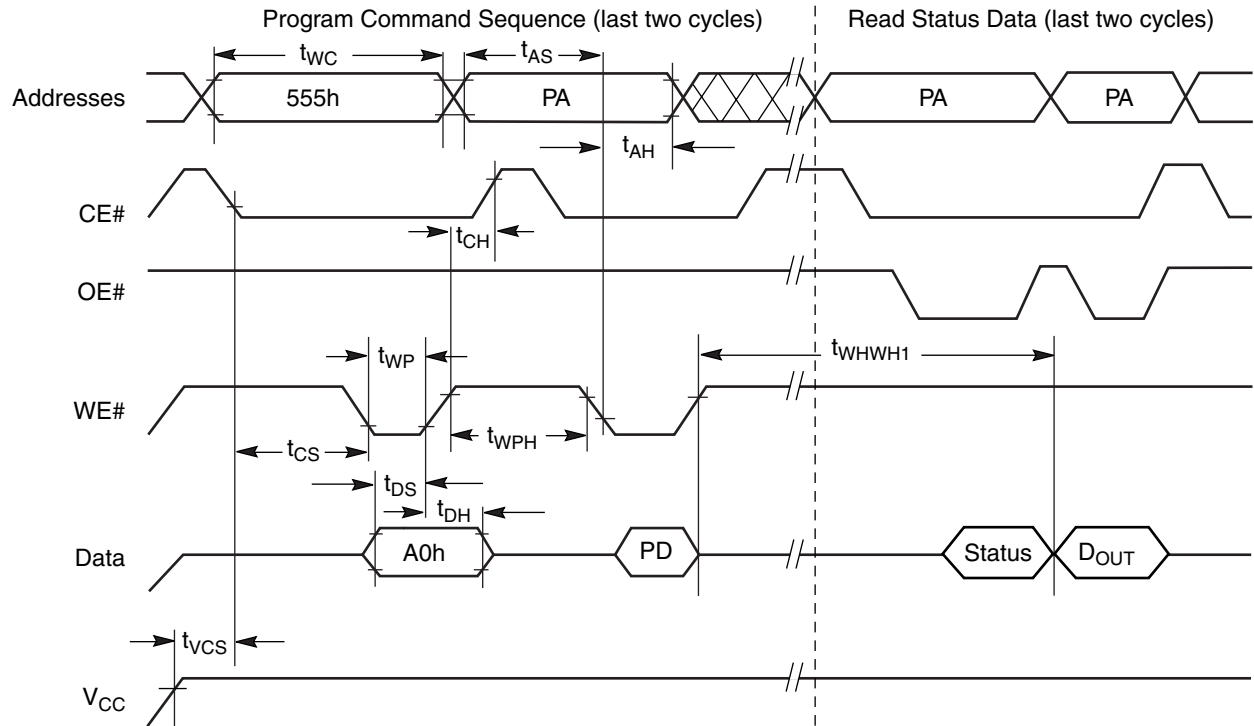 Program Command Sequence (last two cycles)
Read Status Data (last two cycles)
tWC
tAS
Addresses
555h
PA
PA
PA
tAH
CE#
tCH
OE#
tWHWH1
tWP
WE#
tWPH
tCS
tDS
tDH
Data
A0h
PD
Status
DOUT
tVCS
VCC